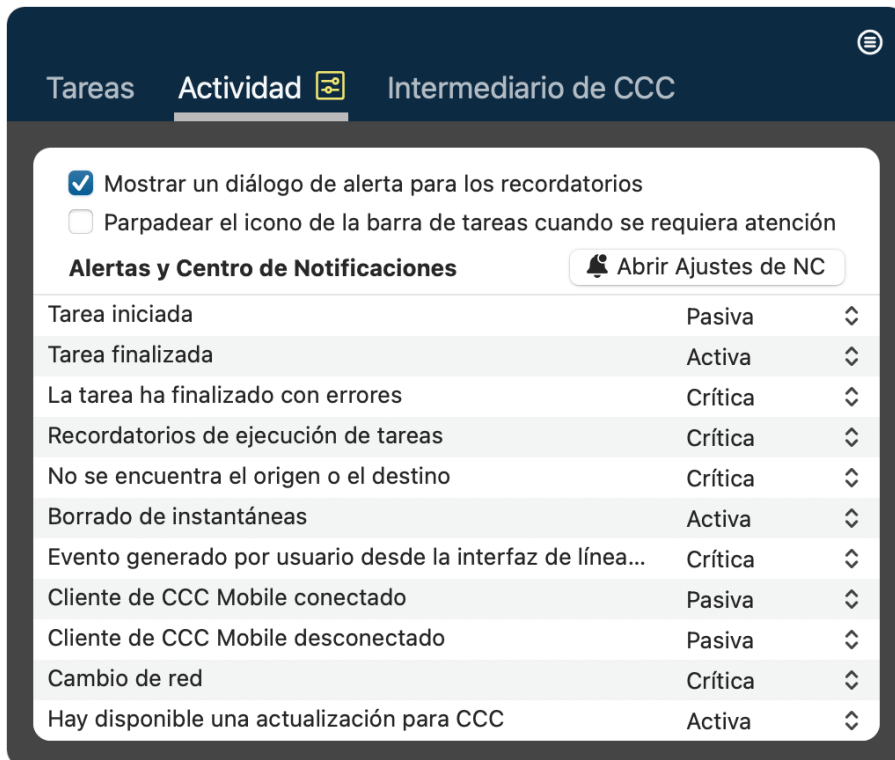 Tareas Actividad Intermediario de CCC
Mostrar un diálogo de alerta para los recordatorios
Parpadear el icono de la barra de tareas cuando se requiera atención
Alertas y Centro de Notificaciones Abrir Ajustes de NC
Tarea iniciada Pasiva
Tarea finalizada Activa
La tarea ha finalizado con errores Crítica
Recordatorios de ejecución de tareas Crítica
No se encuentra el origen o el destino Crítica
Borrado de instantáneas Activa
Evento generado por usuario desde la interfaz de línea... Crítica
Cliente de CCC Mobile conectado Pasiva
Cliente de CCC Mobile desconectado Pasiva
Cambio de red Crítica
Hay disponible una actualización para CCC Activa